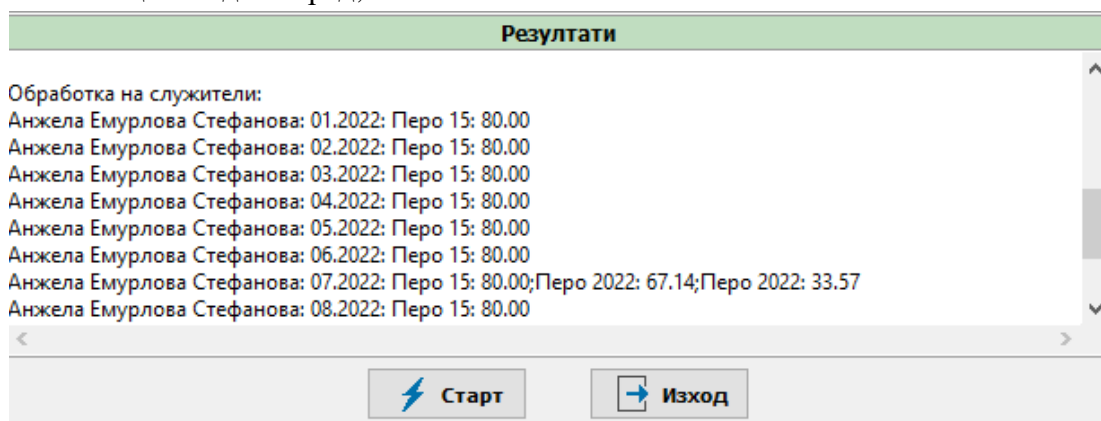 Резултати
Обработка на служители:
Анжела Емурлова Стефанова: 01.2022: Перо 15: 80.00
Анжела Емурлова Стефанова: 02.2022: Перо 15: 80.00
Анжела Емурлова Стефанова: 03.2022: Перо 15: 80.00
Анжела Емурлова Стефанова: 04.2022: Перо 15: 80.00
Анжела Емурлова Стефанова: 05.2022: Перо 15: 80.00
Анжела Емурлова Стефанова: 06.2022: Перо 15: 80.00
Анжела Емурлова Стефанова: 07.2022: Перо 15: 80.00;Перо 2022: 67.14;Перо 2022: 33.57
Анжела Емурлова Стефанова: 08.2022: Перо 15: 80.00
Старт
Изход